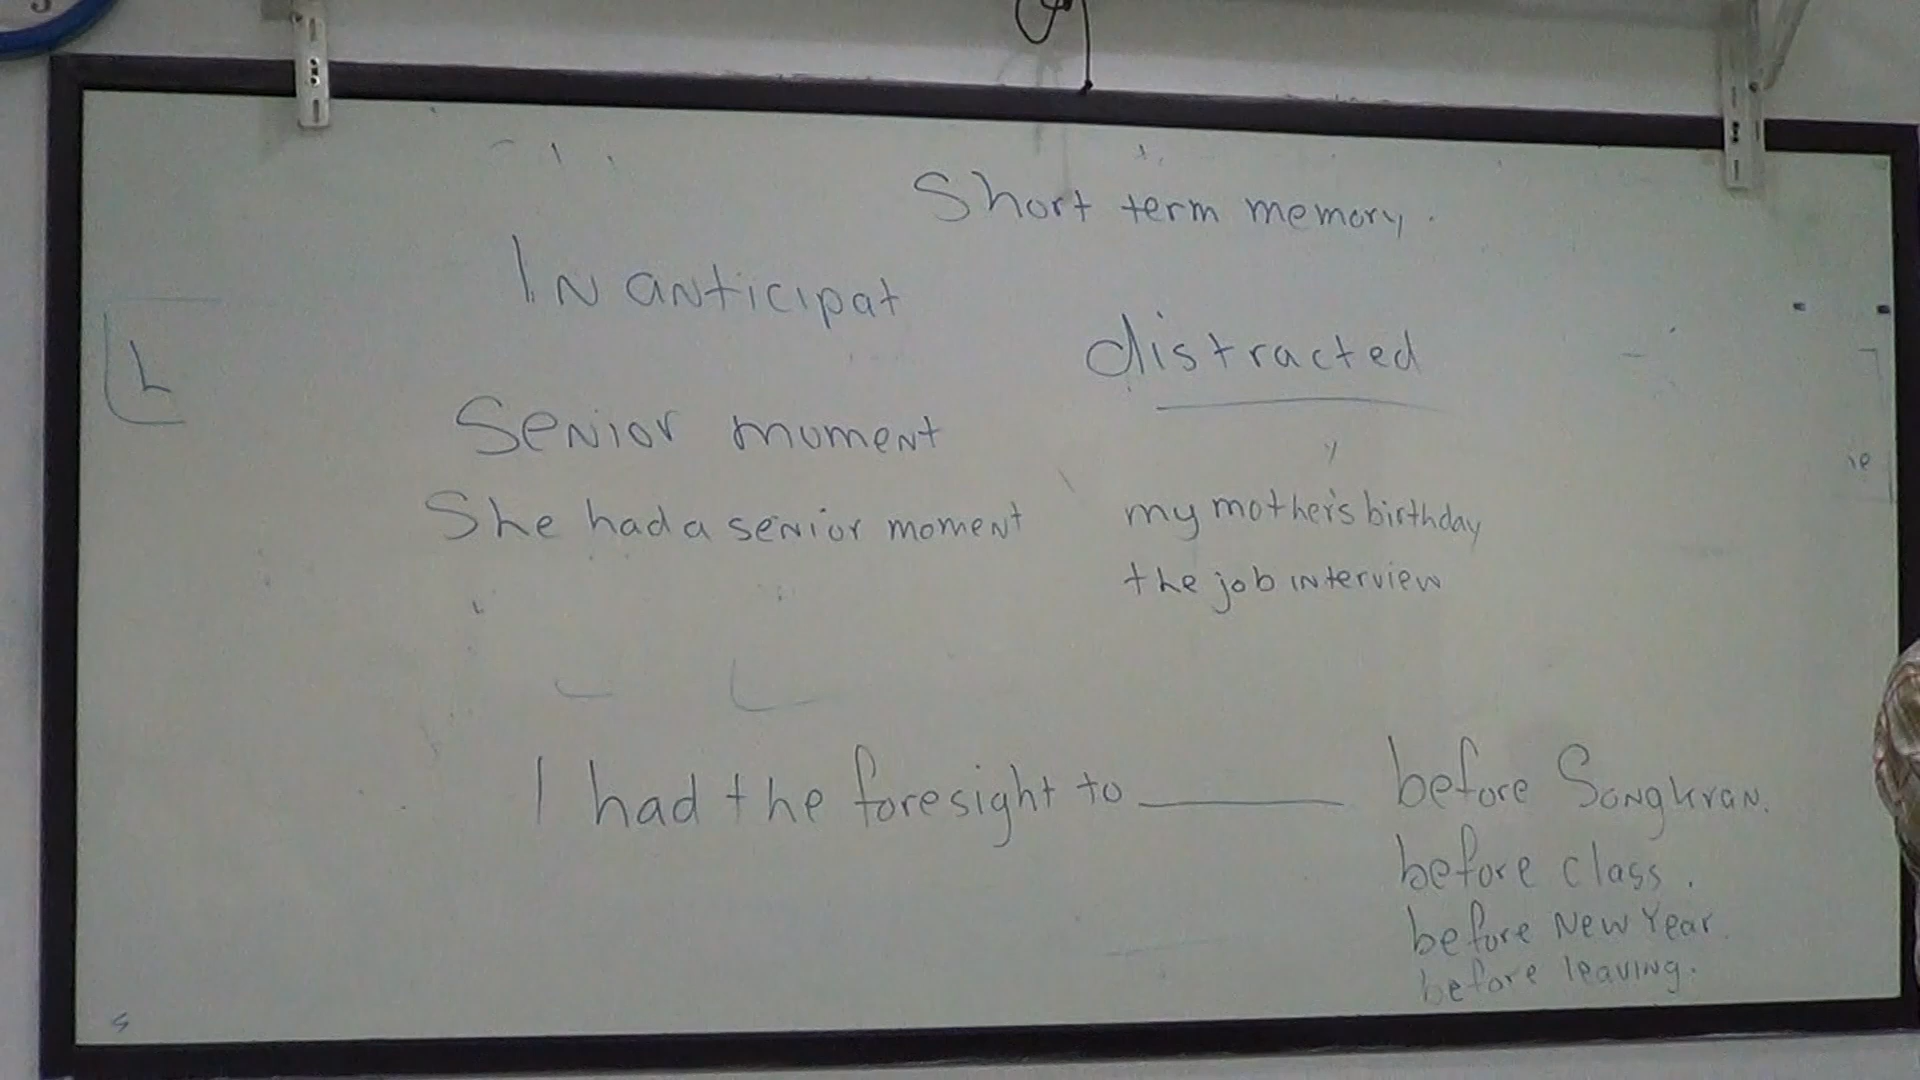 Short term memory.
In anticipat
distracted
Senior moment
She had a senior moment
my mother's birthday
the job interview
I had the foresight to ______ before Songkran.
before class.
before New Year.
before leaving.